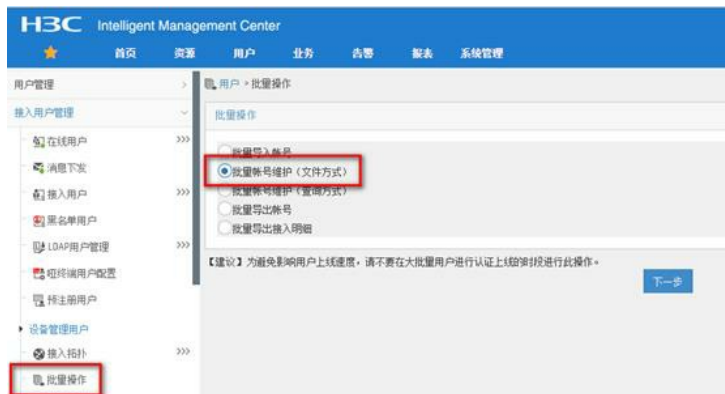 H3C Intelligent Management Center
首页 资源 用户 业务 告警 报表 系统管理
用户管理
接入用户管理
在线用户
消息下发
接入用户
黑名单用户
LDAP用户管理
哑终端用户配置
预注册用户
设备管理用户
接入拓扑
批量操作
用户 > 批量操作
批量操作
批量导入帐号
批量帐号维护（文件方式）
批量帐号维护（查询方式）
批量导出帐号
批量导出接入明细
【建议】为避免影响用户上线速度，请不要在大批量用户进行认证上线的时段进行此操作。
下一步